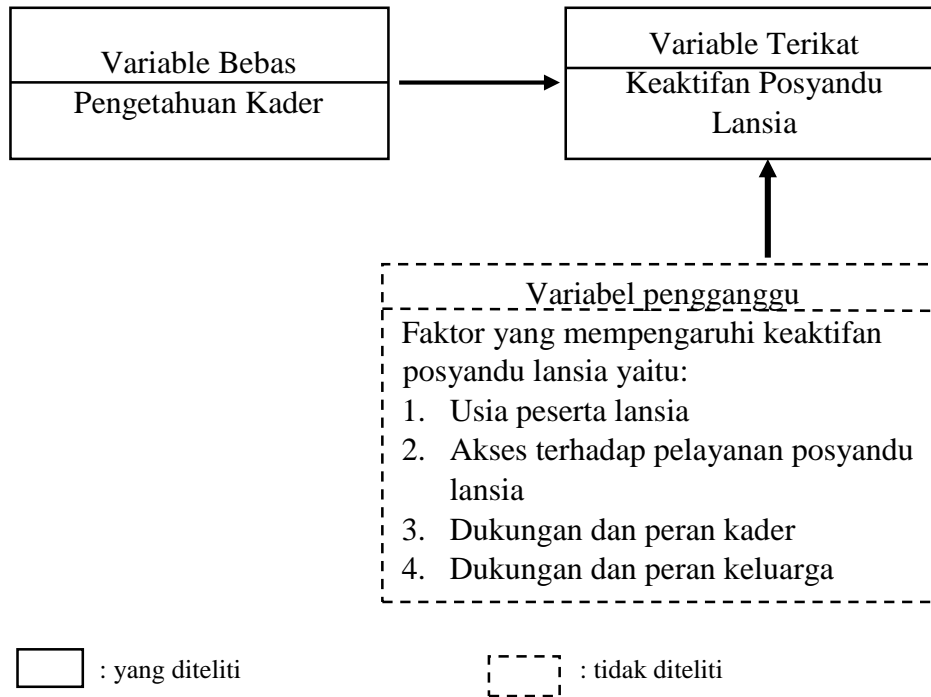 Variable Bebas
Pengetahuan Kader
Variable Terikat
Keaktifan Posyandu
Lansia
Variabel pengganggu
Faktor yang mempengaruhi keaktifan
posyandu lansia yaitu:
1. Usia peserta lansia
2. Akses terhadap pelayanan posyandu
lansia
3. Dukungan dan peran kader
4. Dukungan dan peran keluarga
: yang diteliti
: tidak diteliti